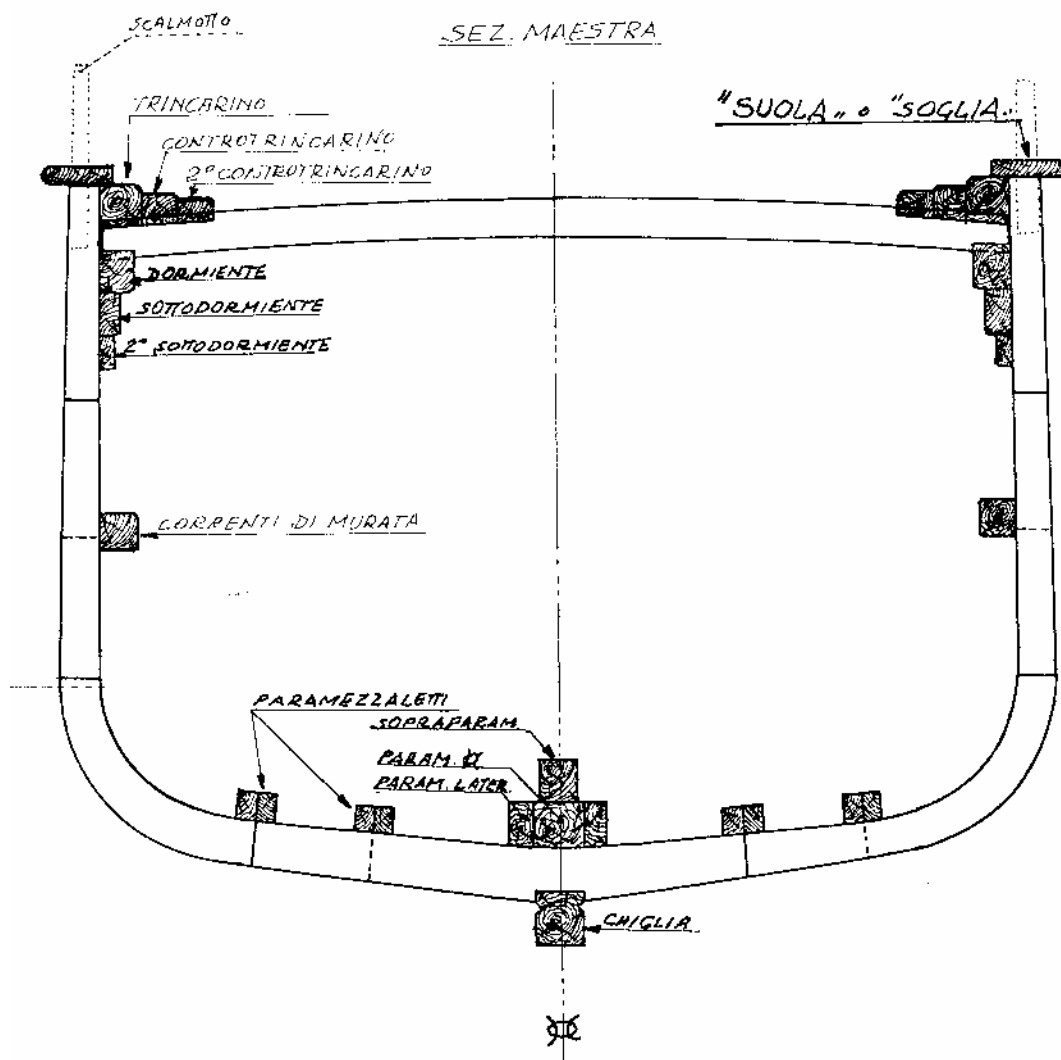 SCALMOTTO
SEZ. MAESTRA
TRINCARINO
"SUOLA„ o "SOGLIA„
CONTROTRINCARINO
2° CONTROTRINCARINO
DORMIENTE
SOTTODORMIENTE
2° SOTTODORMIENTE
CORRENTI DI MURATA
PARAMEZZALETTI
SOPRAPARAM.
PARAM.
PARAM. LATER.
CHIGLIA